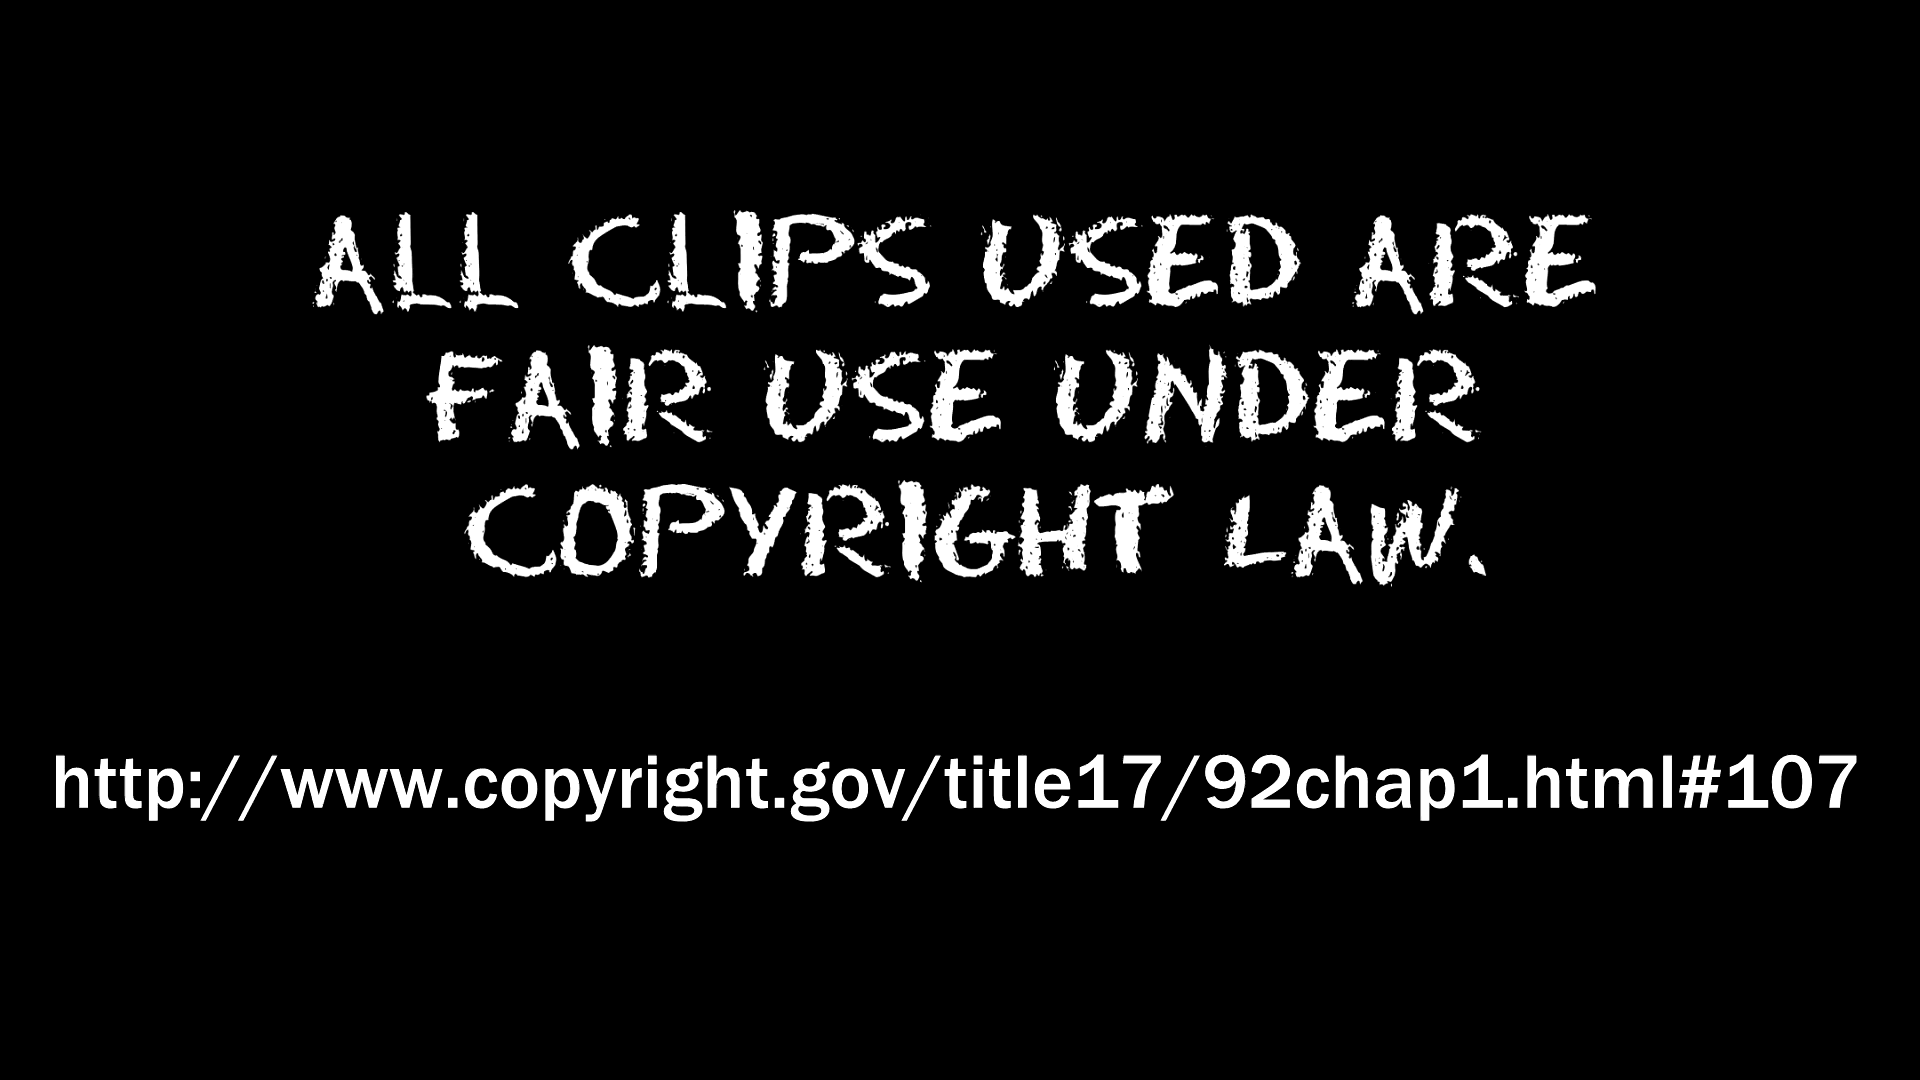 ALL CLIPS USED ARE
FAIR USE UNDER
COPYRIGHT LAW.
http://www.copyright.gov/title17/92chap1.html#107